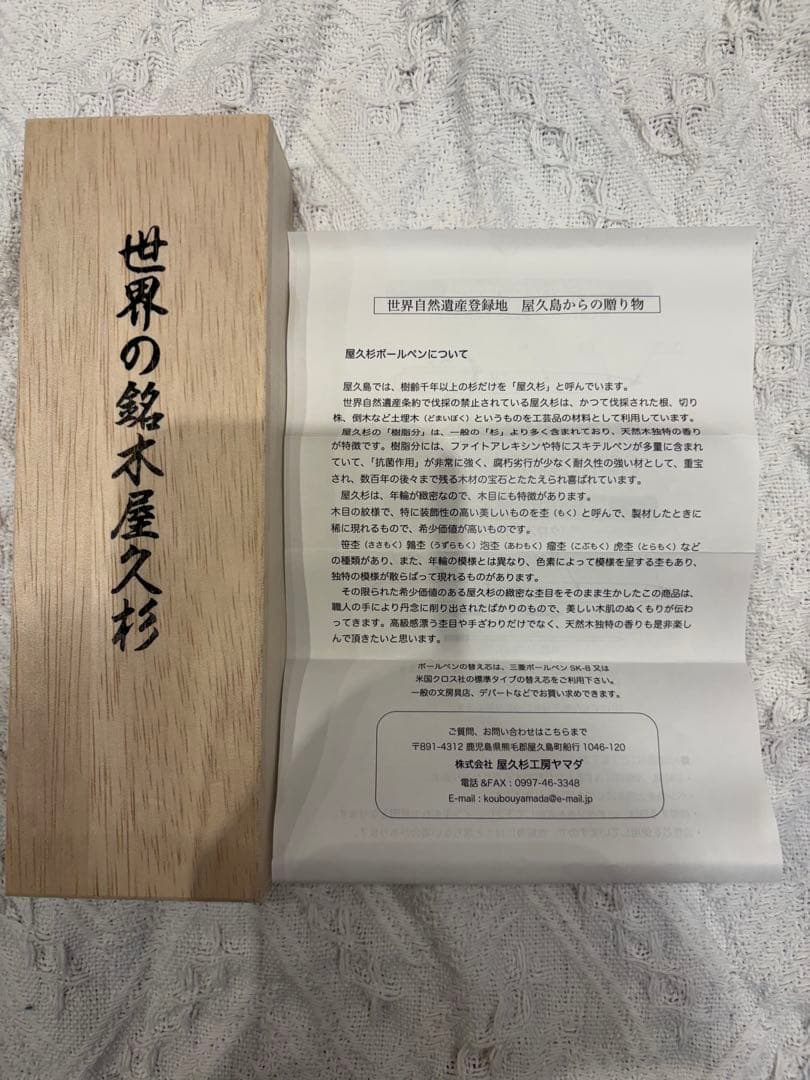 世界の銘木屋久杉
世界自然遺産登録地 屋久島からの贈り物
屋久杉ボールペンについて
屋久島では、樹齢千年以上の杉だけを「屋久杉」と呼んでいます。
世界自然遺産条約で伐採の禁止されている屋久杉は、かつて伐採された根、切り
株、倒木など土埋木（どまいぼく）というものを工芸品の材料として利用しています。
屋久杉の「樹脂分」は、一般の「杉」より多く含まれており、天然木独特の香り
が特徴です。樹脂分には、ファイトアレキシンや特にスギテルペンが多量に含まれ
ていて、「抗菌作用」が非常に強く、腐朽劣行が少なく耐久性の強い材として、重宝
され、数百年の後々まで残る木材の宝石とたたえられ喜ばれています。
屋久杉は、年輪が緻密なので、木目にも特徴があります。
木目の紋様で、特に装飾性の高い美しいものを杢（もく）と呼んで、製材したときに
稀に現れるもので、希少価値が高いものです。
笹杢（ささもく）鶉杢（うずらもく）泡杢（あわもく）瘤杢（こぶもく）虎杢（とらもく）など
の種類があり、また、年輪の模様とは異なり、色素によって模様を呈する杢もあり、
独特の模様が散らばって現れるものがあります。
その限られた希少価値のある屋久杉の緻密な杢目をそのまま生かしたこの商品は、
職人の手により丹念に削り出されたばかりのもので、美しい木肌のぬくもりが伝わ
ってきます。高級感漂う杢目や手ざわりだけでなく、天然木独特の香りも是非楽し
んで頂きたいと思います。
ボールペンの替え芯は、三菱ボールペン SK-8 又は
米国クロス社の標準タイプの替え芯をご利用下さい。
一般の文房具店、デパートなどでお買い求めできます。
ご質問、お問い合わせはこちらまで
〒891-4312 鹿児島県熊毛郡屋久島町船行 1046-120
株式会社 屋久杉工房ヤマダ
電話 &FAX : 0997-46-3348
E-mail : koubouyamada@e-mail.jp